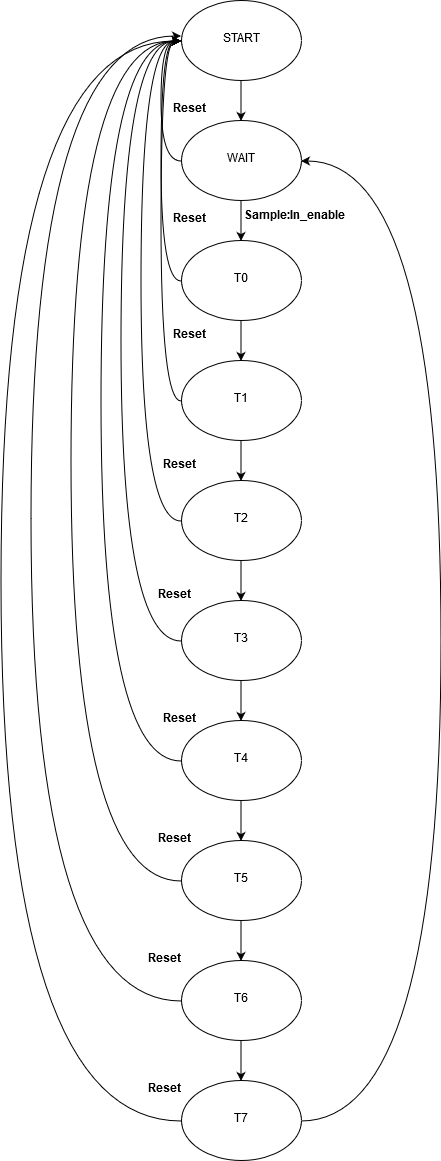 START
Reset
WAIT
Sample:In_enable
Reset
T0
Reset
T1
Reset
T2
Reset
T3
Reset
T4
Reset
T5
Reset
T6
Reset
T7